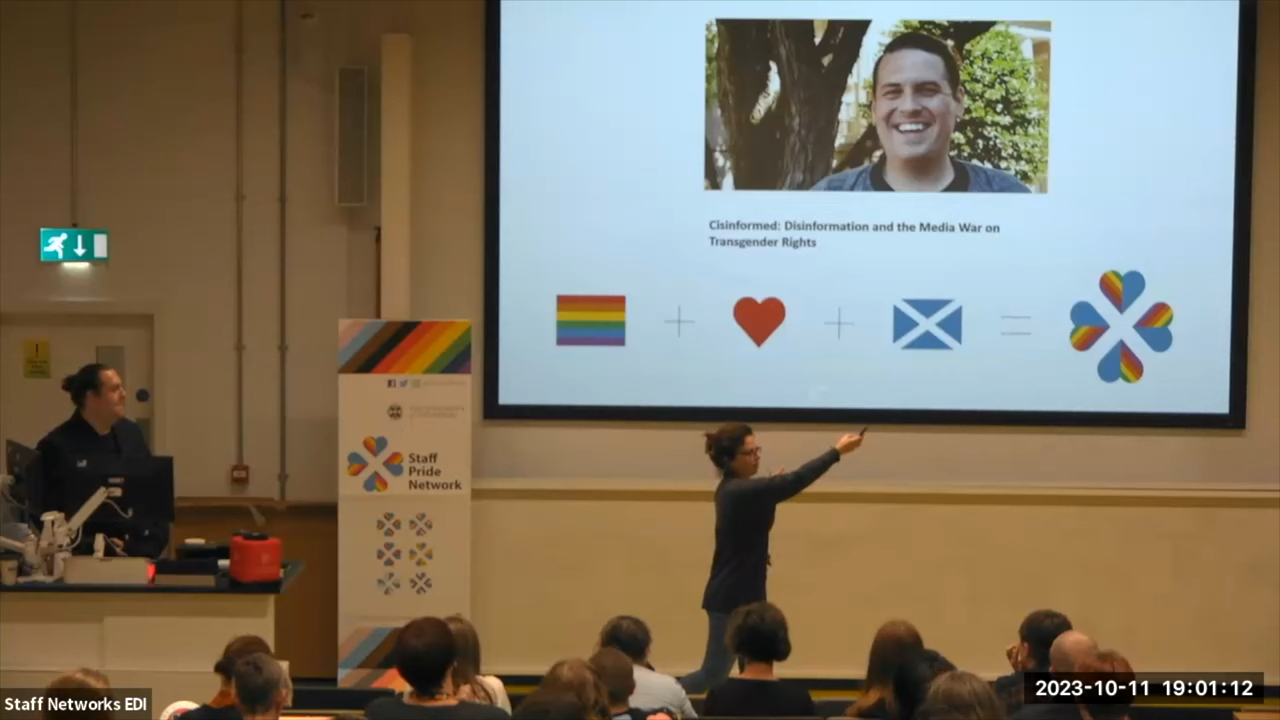 Cisinformed: Disinformation and the Media War on
Transgender Rights
Staff
Pride
Network
Staff Networks EDI
2023-10-11 19:01:12